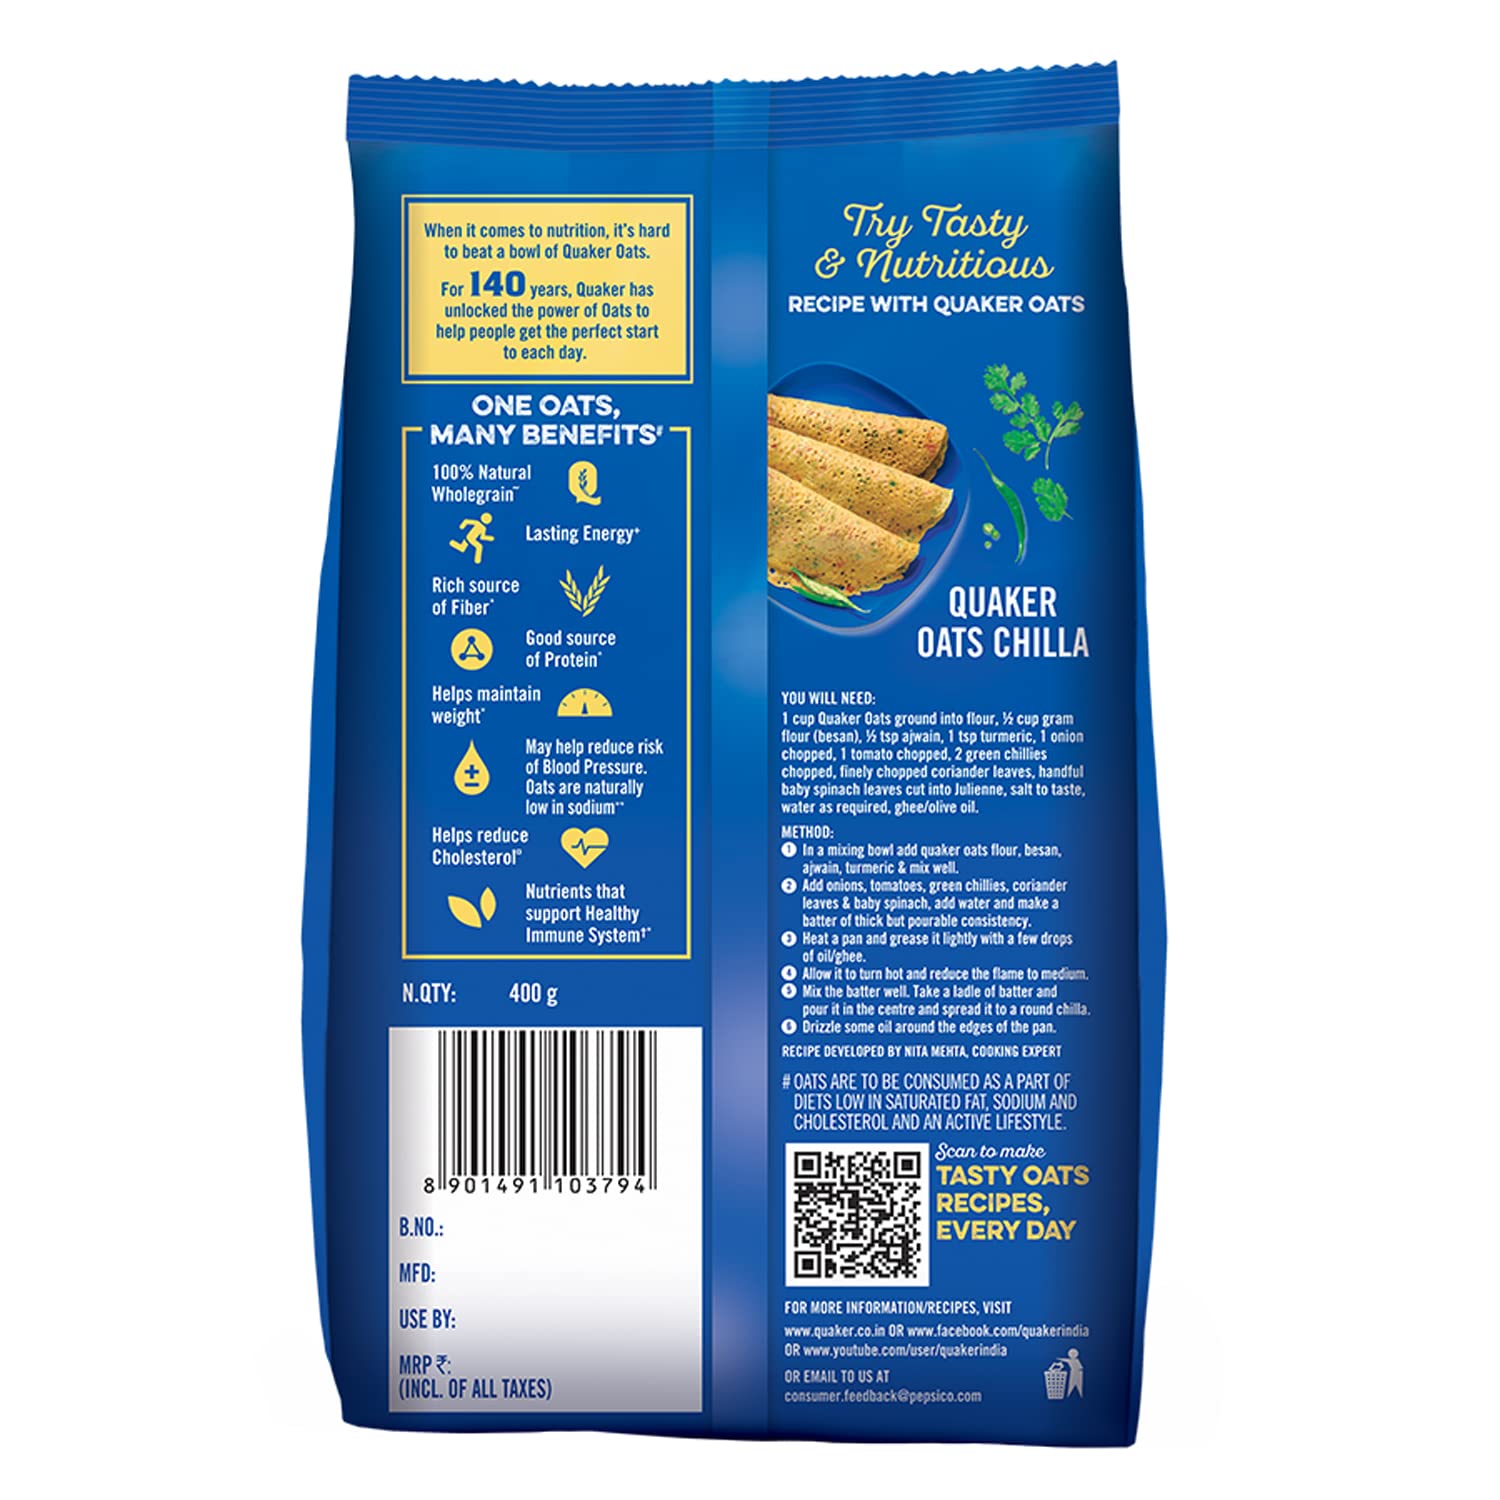 When it comes to nutrition, it's hard
to beat a bowl of Quaker Oats.
For 140 years, Quaker has
unlocked the power of Oats to
help people get the perfect start
to each day.
ONE OATS,
MANY BENEFITS#
100% Natural
Wholegrain~
Lasting Energy+
Rich source
of Fiber*
Good source
of Protein^
Helps maintain
weight*
May help reduce risk
of Blood Pressure.
Oats are naturally
low in sodium**
Helps reduce
Cholesterol
Nutrients that
support Healthy
Immune System
N.QTY: 400 g
8 901491 103794
B.NO.:
MFD:
USE BY:
MRP ₹:
(INCL. OF ALL TAXES)
Try Tasty
& Nutritious
RECIPE WITH QUAKER OATS
QUAKER
OATS CHILLA
YOU WILL NEED:
1 cup Quaker Oats ground into flour, ½ cup gram
flour (besan), ½ tsp ajwain, 1 tsp turmeric, 1 onion
chopped, 1 tomato chopped, 2 green chillies
chopped, finely chopped coriander leaves, handful
baby spinach leaves cut into Julienne, salt to taste,
water as required, ghee/olive oil.
METHOD:
1 In a mixing bowl add quaker oats flour, besan,
ajwain, turmeric & mix well.
2 Add onions, tomatoes, green chillies, coriander
leaves & baby spinach, add water and make a
batter of thick but pourable consistency.
3 Heat a pan and grease it lightly with a few drops
of oil/ghee.
4 Allow it to turn hot and reduce the flame to medium.
5 Mix the batter well. Take a ladle of batter and
pour it in the centre and spread it to a round chilla.
6 Drizzle some oil around the edges of the pan.
RECIPE DEVELOPED BY NITA MEHTA, COOKING EXPERT
# OATS ARE TO BE CONSUMED AS A PART OF
DIETS LOW IN SATURATED FAT, SODIUM AND
CHOLESTEROL AND AN ACTIVE LIFESTYLE.
Scan to make
TASTY OATS
RECIPES,
EVERY DAY
FOR MORE INFORMATION/RECIPES, VISIT
www.quaker.co.in OR www.facebook.com/quakerindia
OR www.youtube.com/user/quakerindia
OR EMAIL TO US AT
consumer.feedback@pepsico.com